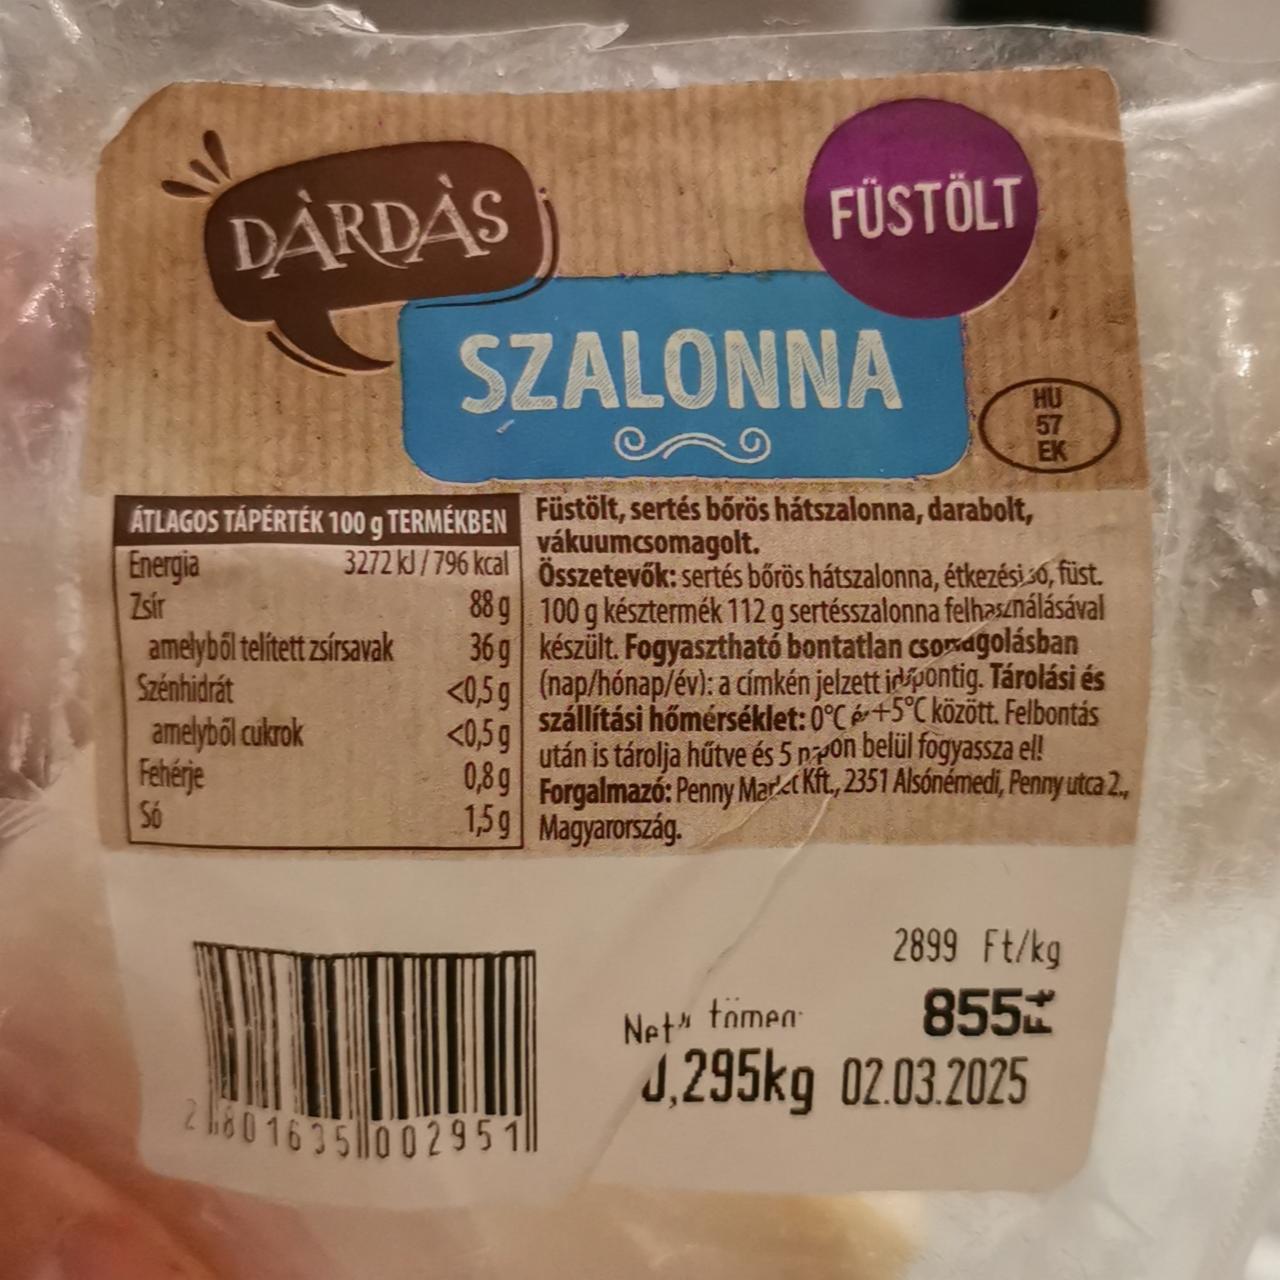 DÁRDÁS
FÜSTÖLT
SZALONNA
HU
57
EK
ÁTLAGOS TÁPÉRTÉK 100 g TERMÉKBEN
Energia 3272 kJ / 796 kcal
Zsír 88 g
amelyből telített zsírsavak 36 g
Szénhidrát <0,5 g
amelyből cukrok <0,5 g
Fehérje 0,8 g
Só 1,5 g
Füstölt, sertés bőrös hátszalonna, darabolt,
vákuumcsomagolt.
Összetevők: sertés bőrös hátszalonna, étkezési só, füst.
100 g késztermék 112 g sertésszalonna felhasználásával
készült. Fogyasztható bontatlan csomagolásban
(nap/hónap/év): a címkén jelzett időpontig. Tárolási és
szállítási hőmérséklet: 0°C és +5°C között. Felbontás
után is tárolja hűtve és 5 napon belül fogyassza el!
Forgalmazó: Penny Market Kft., 2351 Alsónémedi, Penny utca 2.,
Magyarország.
2899 Ft/kg
855 Ft
0,295kg 02.03.2025
2 801635 002951